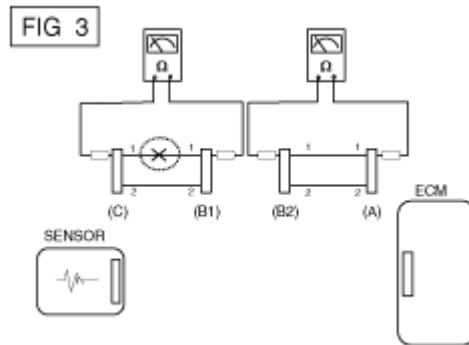 FIG 3
Ω Ω
1 1 1 1
2 2 2 2
(C) (B1) (B2) (A)
ECM
SENSOR